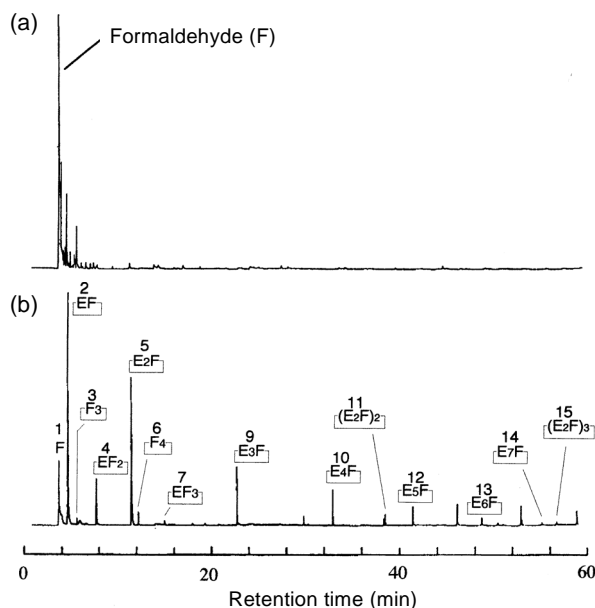 (a)
Formaldehyde (F)
(b)
2
EF
5
E2F
3
F3
1
F
4
EF2
6
F4
7
EF3
9
E3F
10
E4F
11
(E2F)2
12
E5F
13
E6F
14
E7F
15
(E2F)3
0 20 40 60
Retention time (min)